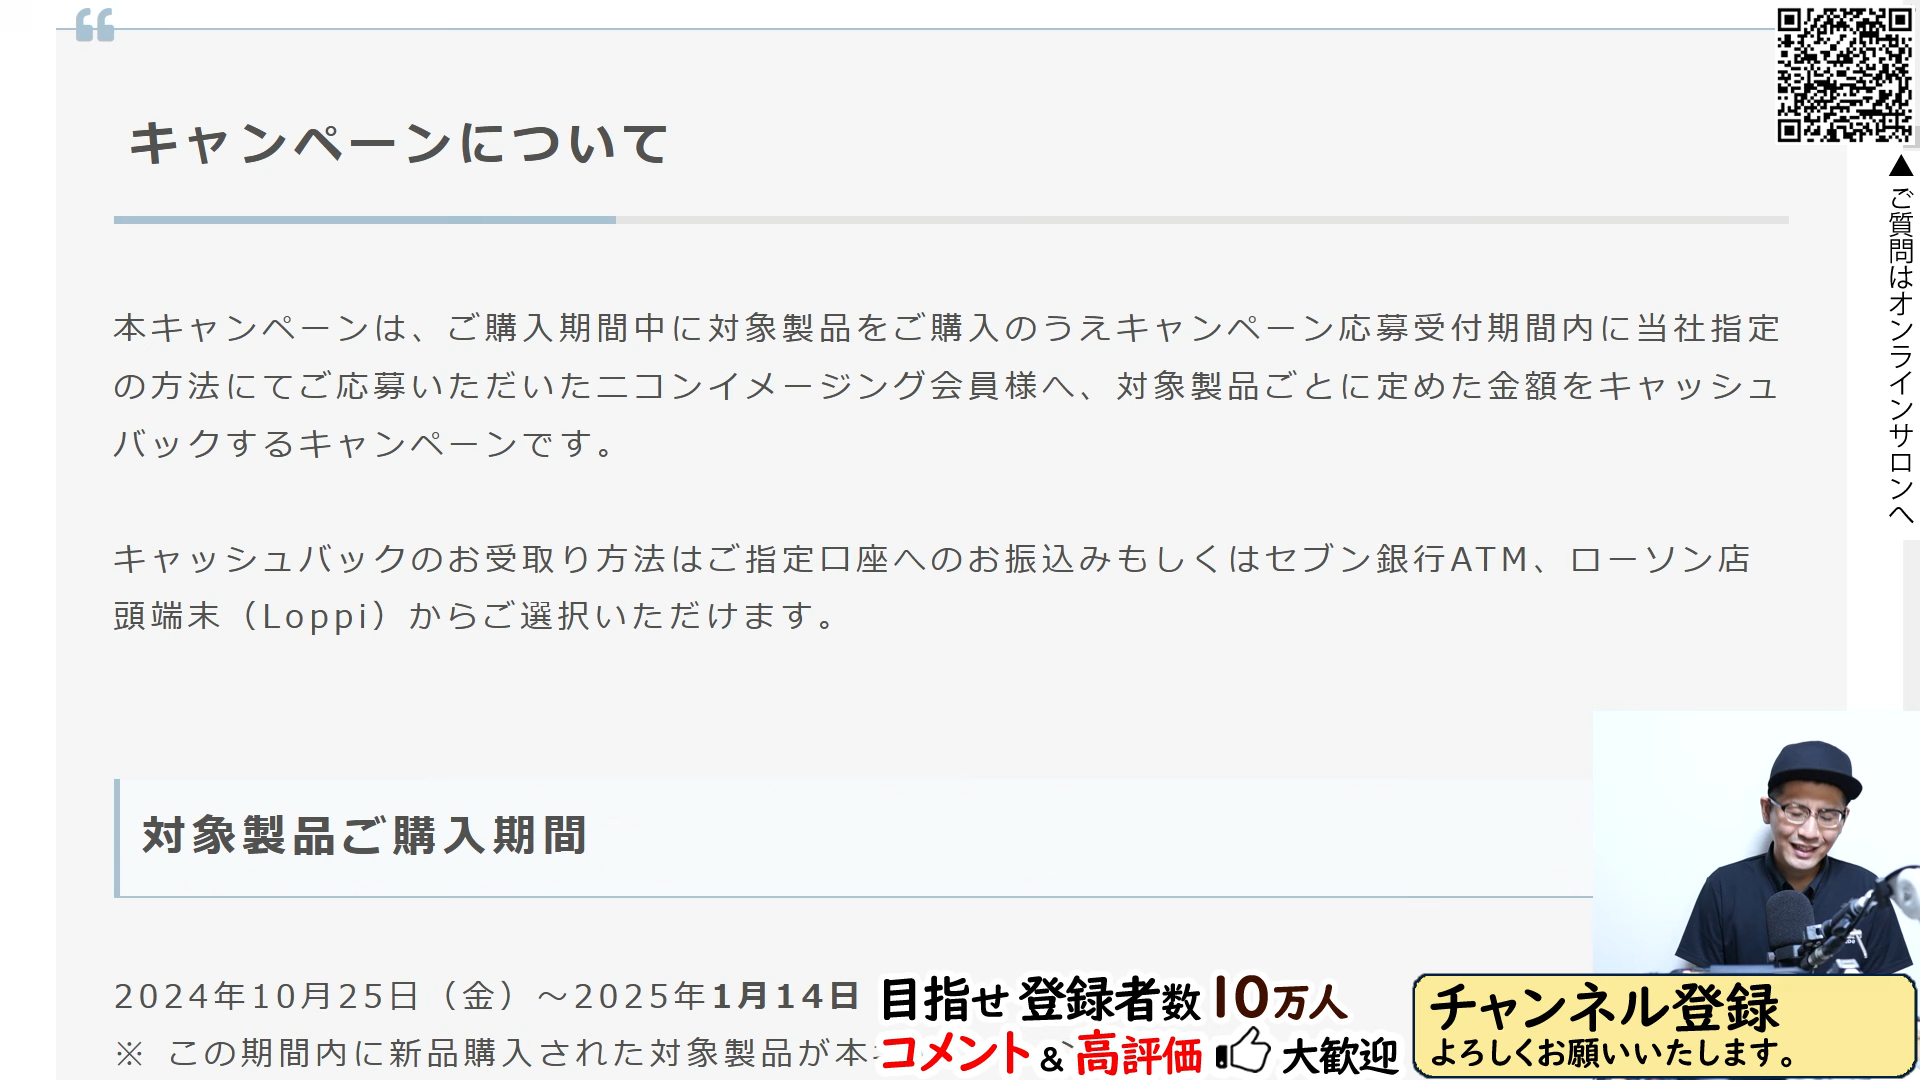 キャンペーンについて
本キャンペーンは、ご購入期間中に対象製品をご購入のうえキャンペーン応募受付期間内に当社指定
の方法にてご応募いただいたニコンイメージング会員様へ、対象製品ごとに定めた金額をキャッシュ
バックするキャンペーンです。
キャッシュバックのお受取り方法はご指定口座へのお振込みもしくはセブン銀行ATM、ローソン店
頭端末（Loppi）からご選択いただけます。
対象製品ご購入期間
2024年10月25日（金）～2025年1月14日
※ この期間内に新品購入された対象製品が本
▲ご質問はオンラインサロンへ
目指せ 登録者数10万人
コメント&高評価 大歓迎
チャンネル登録
よろしくお願いいたします。